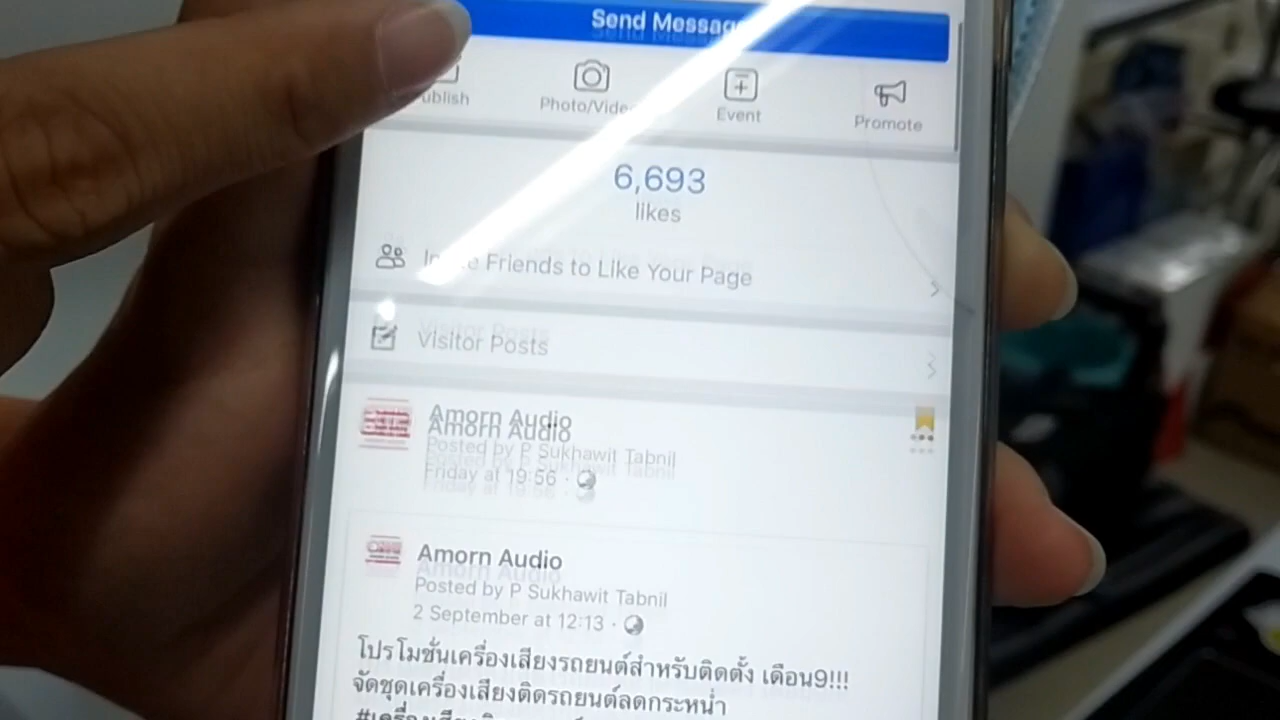 Send Message
Photo/Video
Event
Promote
6,693
likes
Friends to Like Your Page
Visitor Posts
Amorn Audio
Posted by P Sukhawit Tabnil
Friday at 19:56 ·
Amorn Audio
Posted by P Sukhawit Tabnil
2 September at 12:13 ·
โปรโมชั่นเครื่องเสียงรถยนต์สำหรับติดตั้ง เดือน9!!!
จัดชุดเครื่องเสียงติดรถยนต์ลดกระหน่ำ